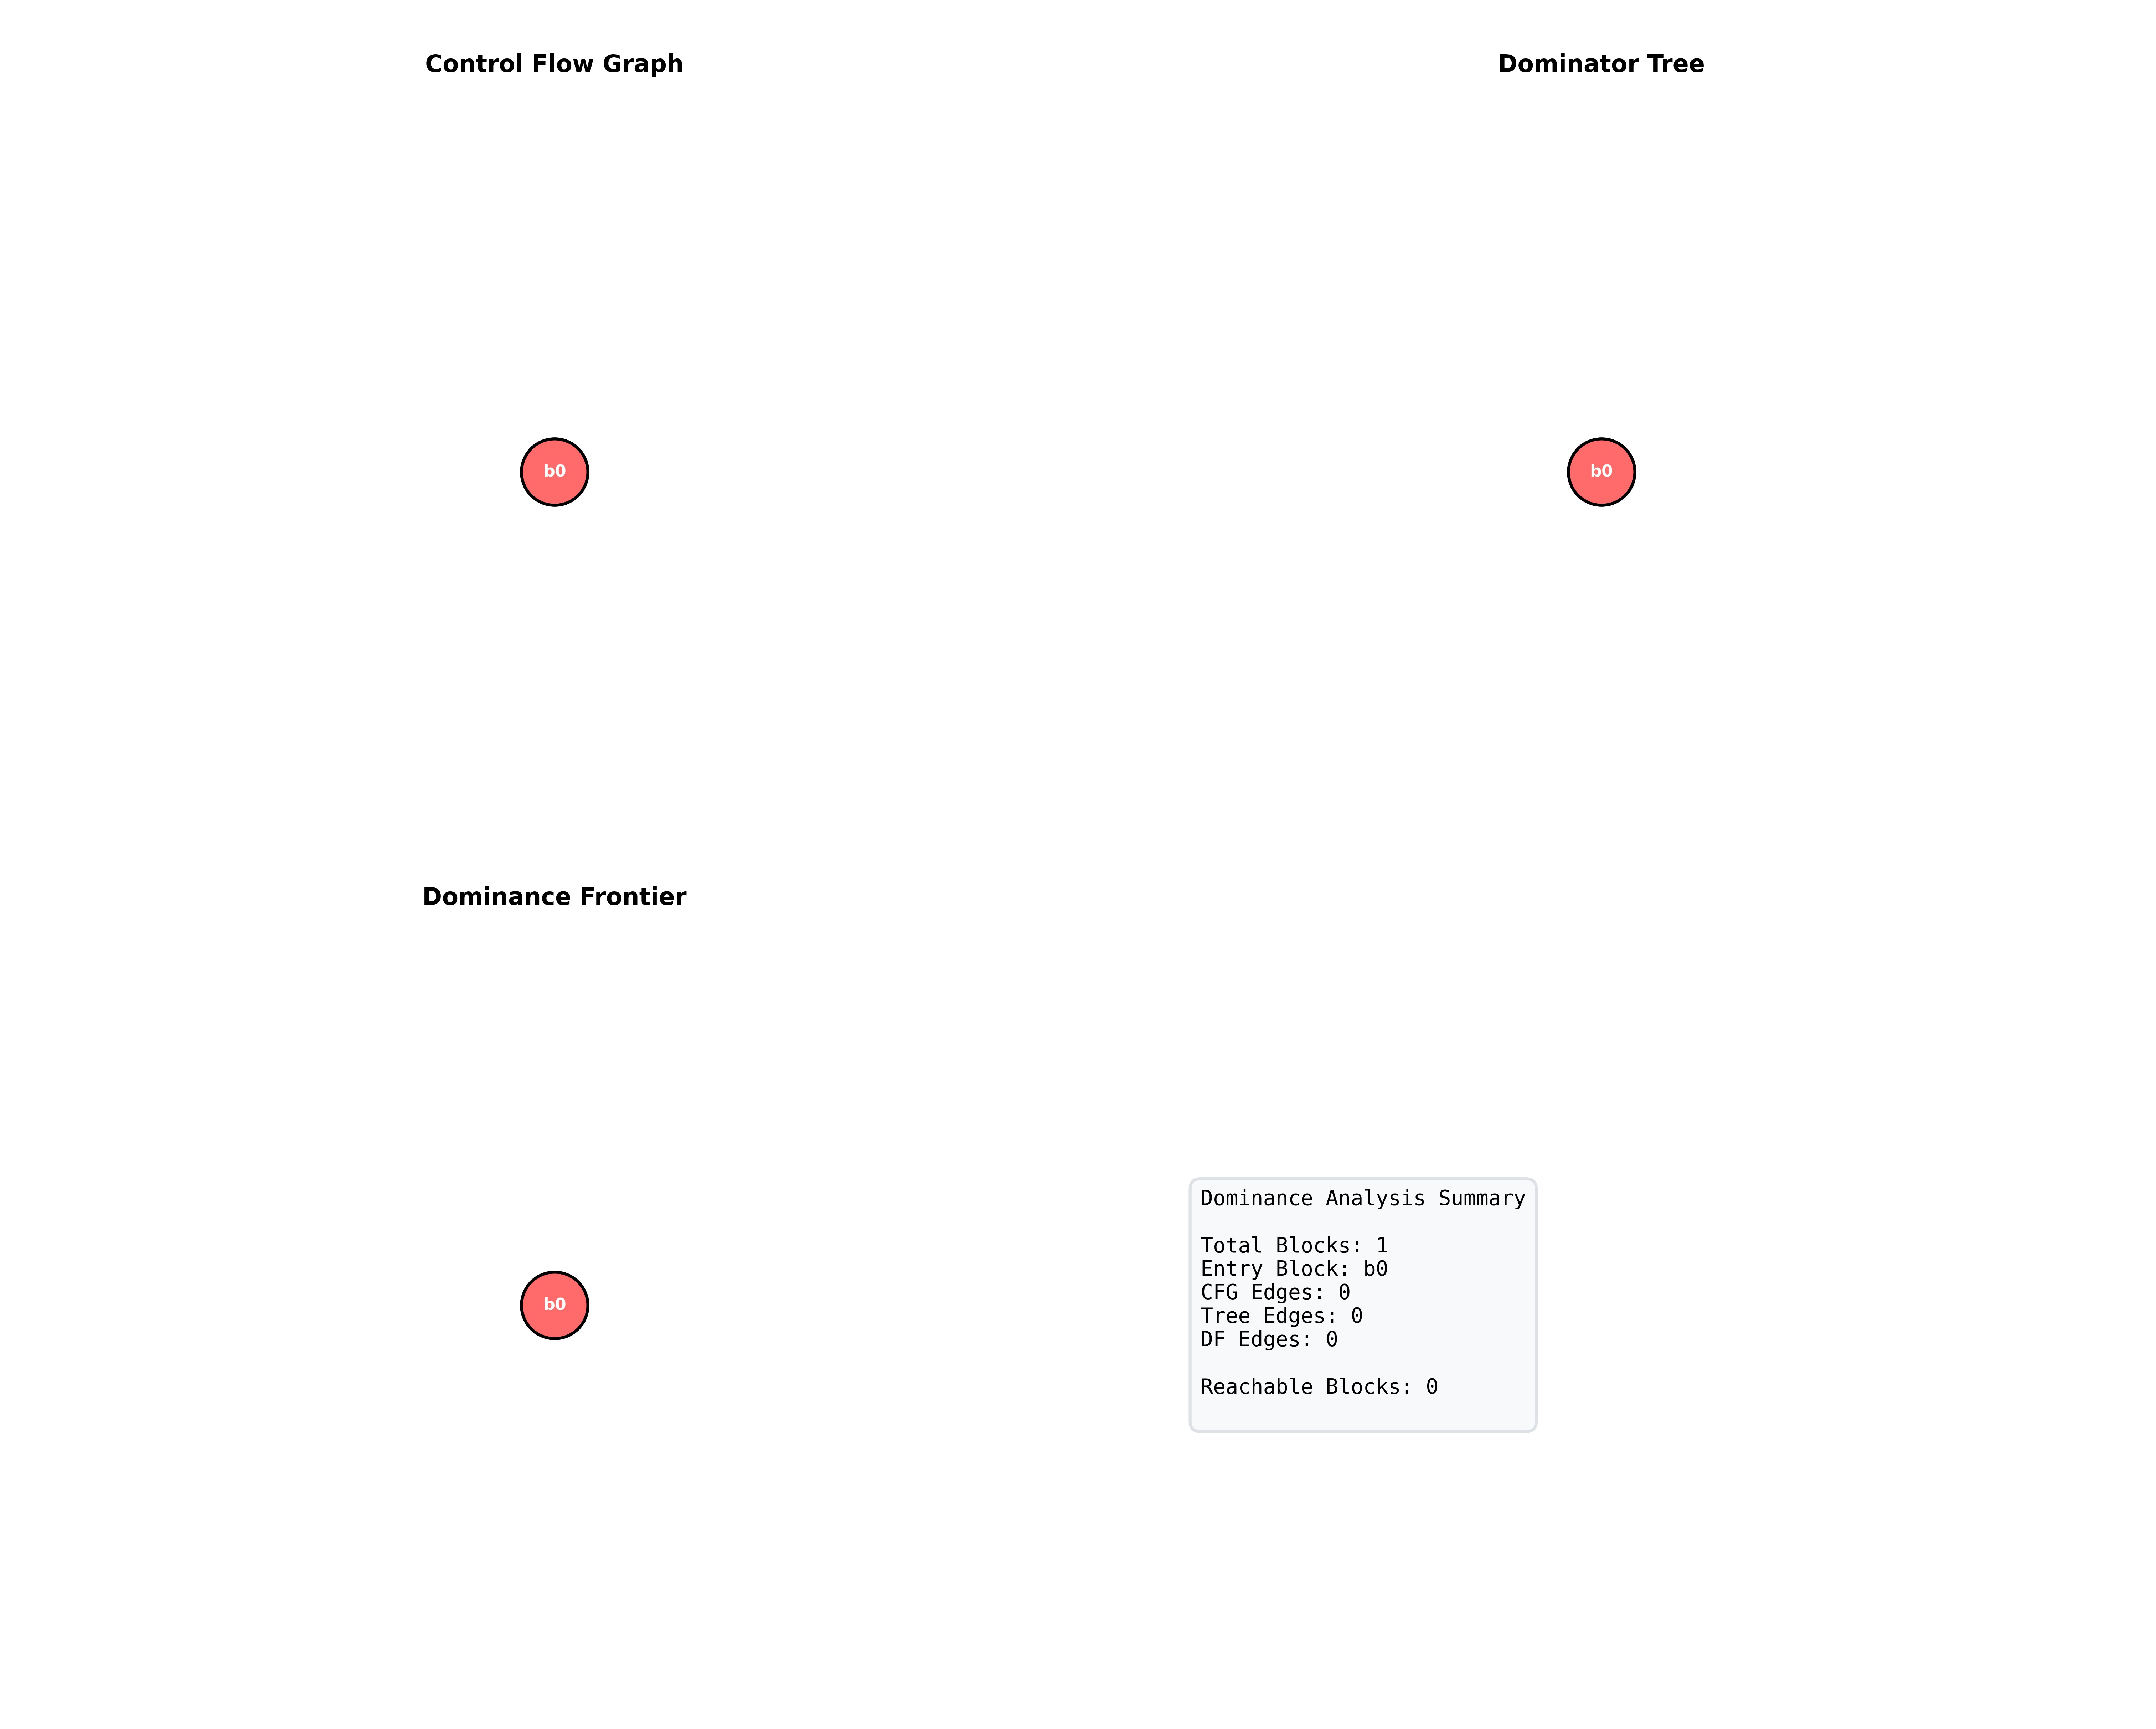 Control Flow Graph
Dominator Tree
b0
b0
Dominance Frontier
b0
Dominance Analysis Summary
Total Blocks: 1
Entry Block: b0
CFG Edges: 0
Tree Edges: 0
DF Edges: 0
Reachable Blocks: 0